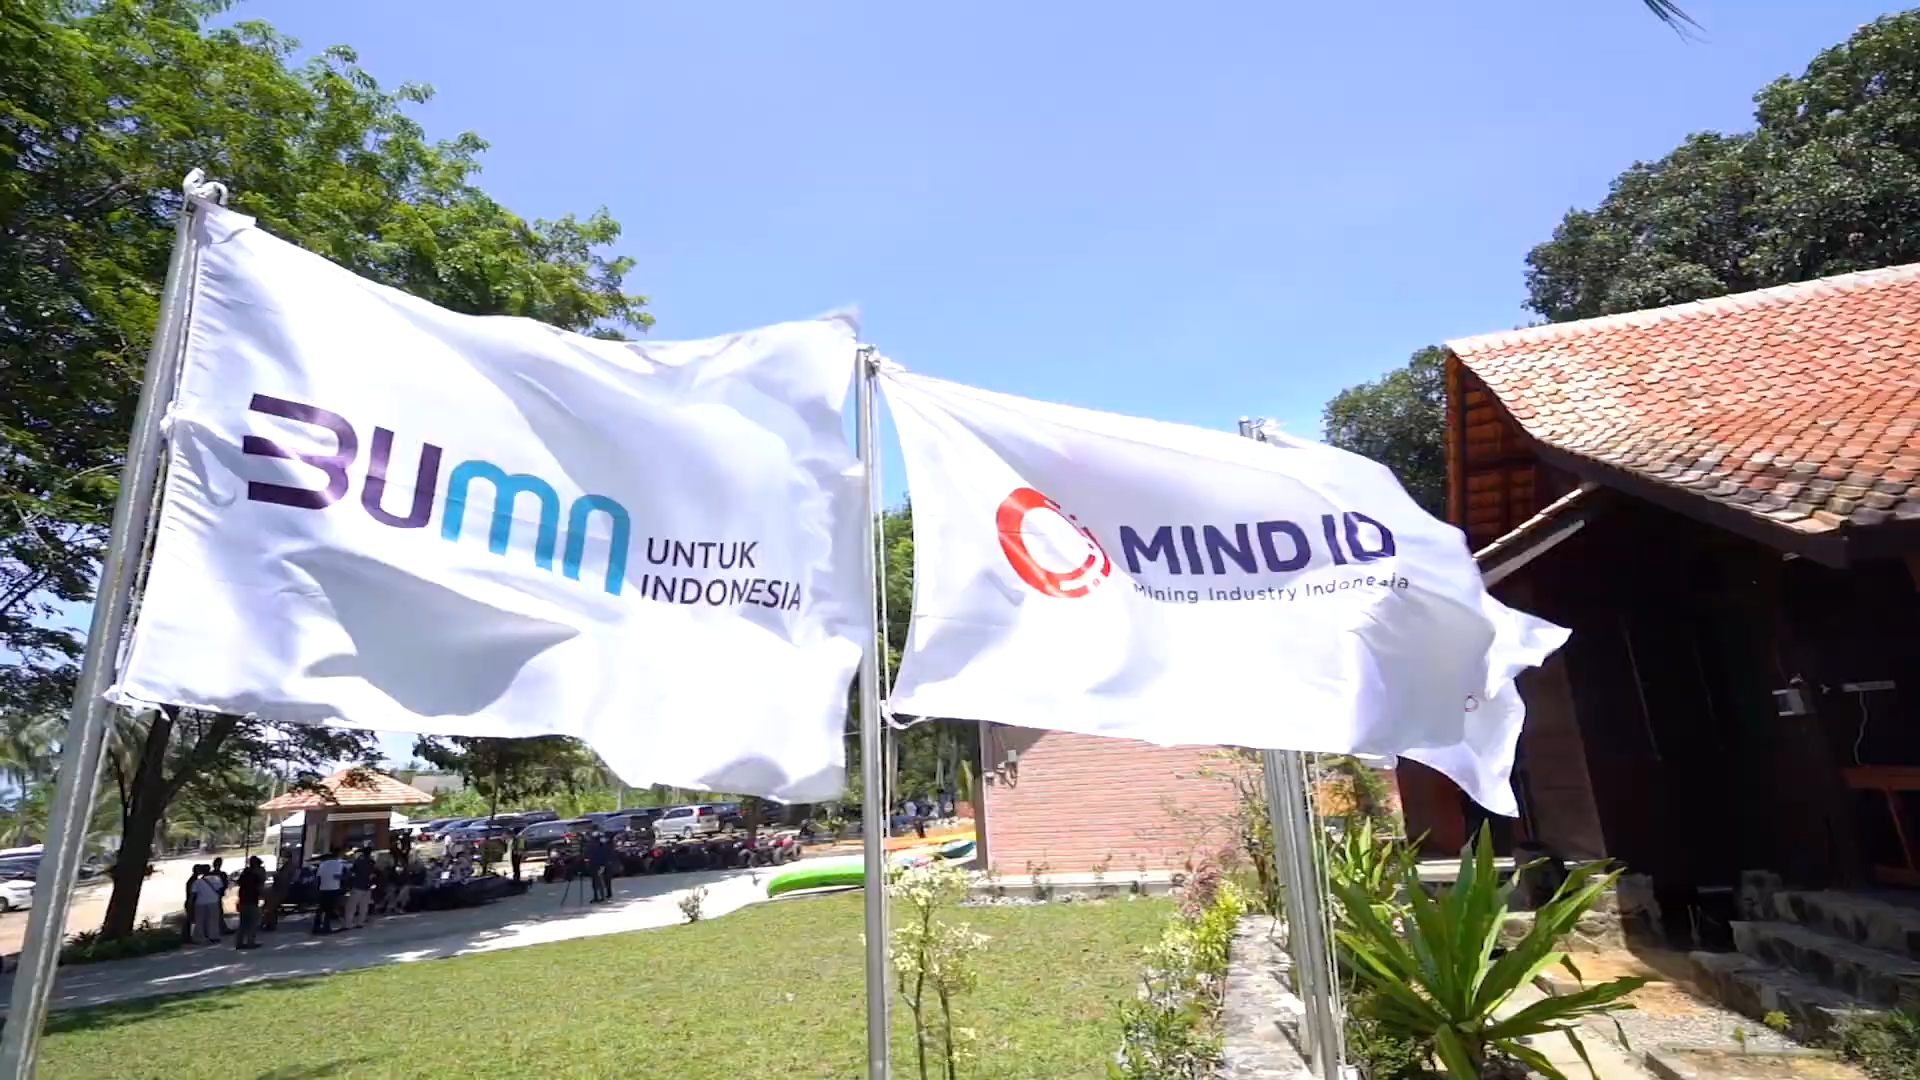 BUMN
UNTUK
INDONESIA
MIND ID
Mining Industry Indonesia